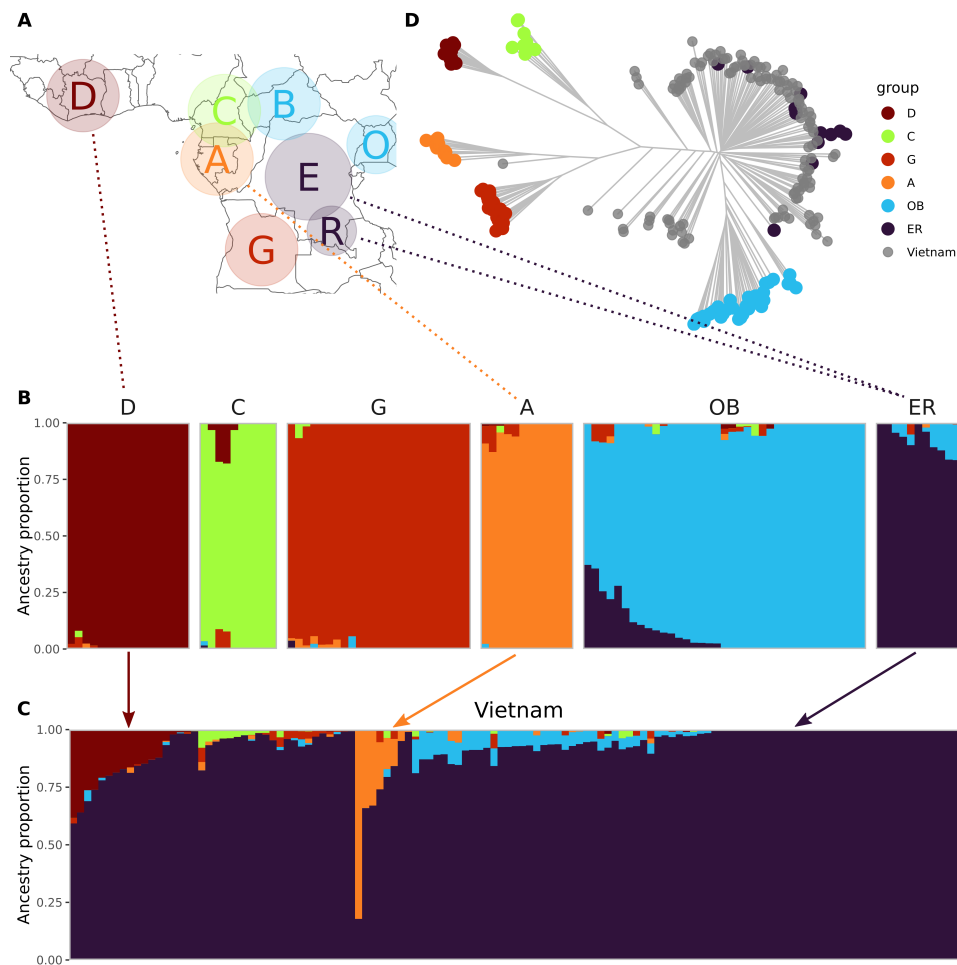 A
D
C
B
O
A
E
R
G
D
group
D
C
G
A
OB
ER
Vietnam
B
D C G A OB ER
Ancestry proportion
1.00
0.75
0.50
0.25
0.00
C
Vietnam
Ancestry proportion
1.00
0.75
0.50
0.25
0.00